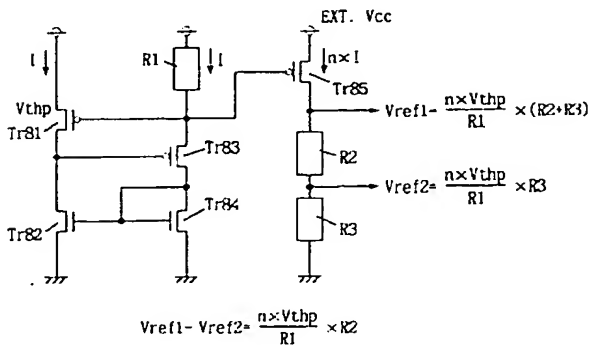 EXT. Vcc
I
R1
I
n×I
Vthp
Tr85
Tr81
Vref1- n×Vthp/R1 ×(R2+R3)
Tr83
R2
Vref2= n×Vthp/R1 ×R3
Tr82
Tr84
R3
Vref1- Vref2= n×Vthp/R1 ×R2